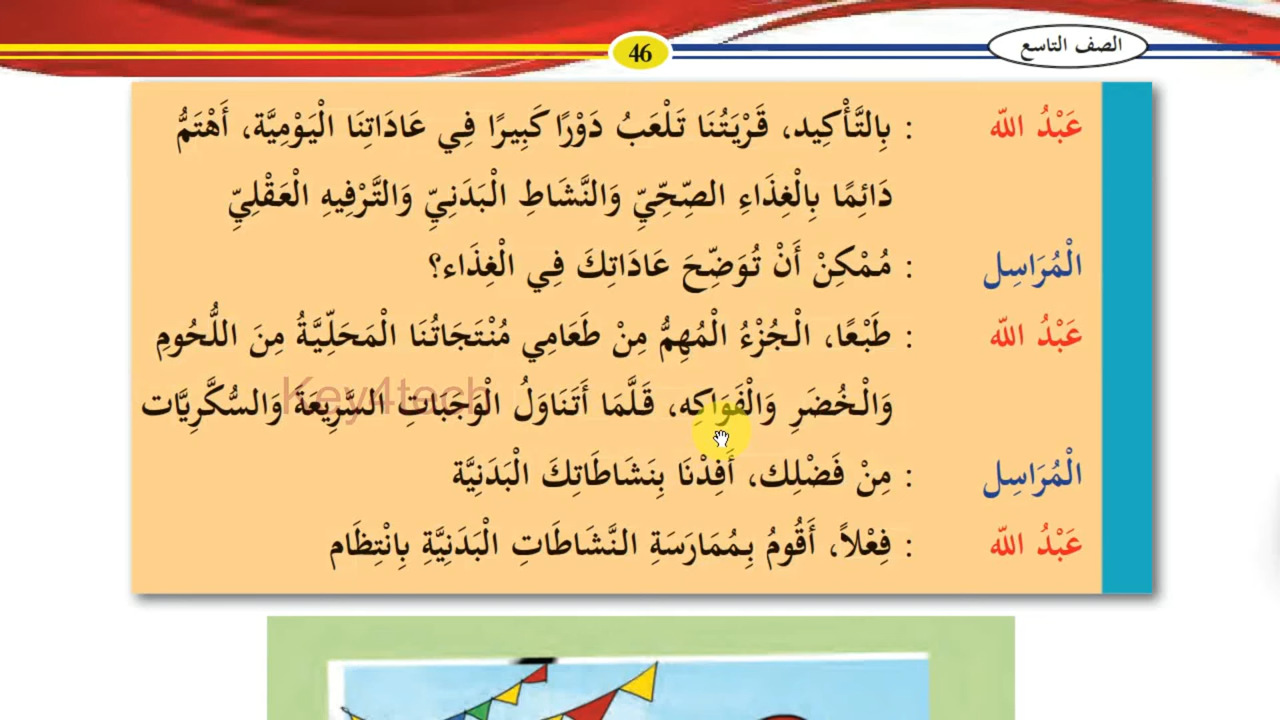 الصف التاسع
46
عَبْدُ اللّه : بِالتَّأْكِيد، قَرْيَتُنَا تَلْعَبُ دَوْرًا كَبِيرًا فِي عَادَاتِنَا الْيَوْمِيَّة، أَهْتَمُّ
دَائِمًا بِالْغِذَاءِ الصِّحِّيِّ وَالنَّشَاطِ الْبَدَنِيِّ وَالتَّرْفِيهِ الْعَقْلِيِّ
الْمُرَاسِل : مُمْكِنْ أَنْ تُوَضِّحَ عَادَاتِكَ فِي الْغِذَاء؟
عَبْدُ اللّه : طَبْعًا، الْجُزْءُ الْمُهِمُّ مِنْ طَعَامِي مُنْتَجَاتُنَا الْمَحَلِّيَّةُ مِنَ اللُّحُومِ
وَالْخُضَرِ وَالْفَوَاكِه، قَلَّمَا أَتَنَاوَلُ الْوَجَبَاتِ السَّرِيعَةَ وَالسُّكَّرِيَّات
Key4tech
الْمُرَاسِل : مِنْ فَضْلِك، أَفِدْنَا بِنَشَاطَاتِكَ الْبَدَنِيَّة
عَبْدُ اللّه : فِعْلاً، أَقُومُ بِمُمَارَسَةِ النَّشَاطَاتِ الْبَدَنِيَّةِ بِانْتِظَام